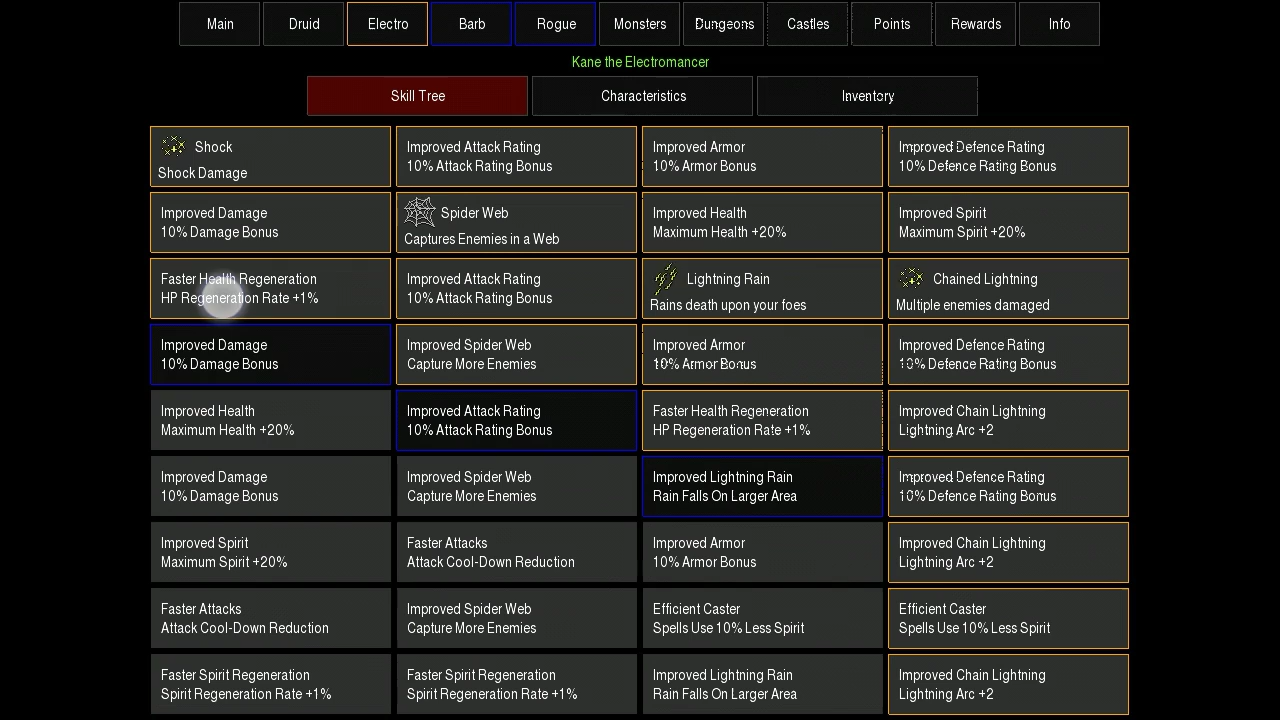 Main Druid Electro Barb Rogue Monsters Dungeons Castles Points Rewards Info
Kane the Electromancer
Skill Tree Characteristics Inventory
Shock
Shock Damage
Improved Attack Rating
10% Attack Rating Bonus
Improved Armor
10% Armor Bonus
Improved Defence Rating
10% Defence Rating Bonus
Improved Damage
10% Damage Bonus
Spider Web
Captures Enemies in a Web
Improved Health
Maximum Health +20%
Improved Spirit
Maximum Spirit +20%
Faster Health Regeneration
HP Regeneration Rate +1%
Improved Attack Rating
10% Attack Rating Bonus
Lightning Rain
Rains death upon your foes
Chained Lightning
Multiple enemies damaged
Improved Damage
10% Damage Bonus
Improved Spider Web
Capture More Enemies
Improved Armor
10% Armor Bonus
Improved Defence Rating
10% Defence Rating Bonus
Improved Health
Maximum Health +20%
Improved Attack Rating
10% Attack Rating Bonus
Faster Health Regeneration
HP Regeneration Rate +1%
Improved Chain Lightning
Lightning Arc +2
Improved Damage
10% Damage Bonus
Improved Spider Web
Capture More Enemies
Improved Lightning Rain
Rain Falls On Larger Area
Improved Defence Rating
10% Defence Rating Bonus
Improved Spirit
Maximum Spirit +20%
Faster Attacks
Attack Cool-Down Reduction
Improved Armor
10% Armor Bonus
Improved Chain Lightning
Lightning Arc +2
Faster Attacks
Attack Cool-Down Reduction
Improved Spider Web
Capture More Enemies
Efficient Caster
Spells Use 10% Less Spirit
Efficient Caster
Spells Use 10% Less Spirit
Faster Spirit Regeneration
Spirit Regeneration Rate +1%
Faster Spirit Regeneration
Spirit Regeneration Rate +1%
Improved Lightning Rain
Rain Falls On Larger Area
Improved Chain Lightning
Lightning Arc +2